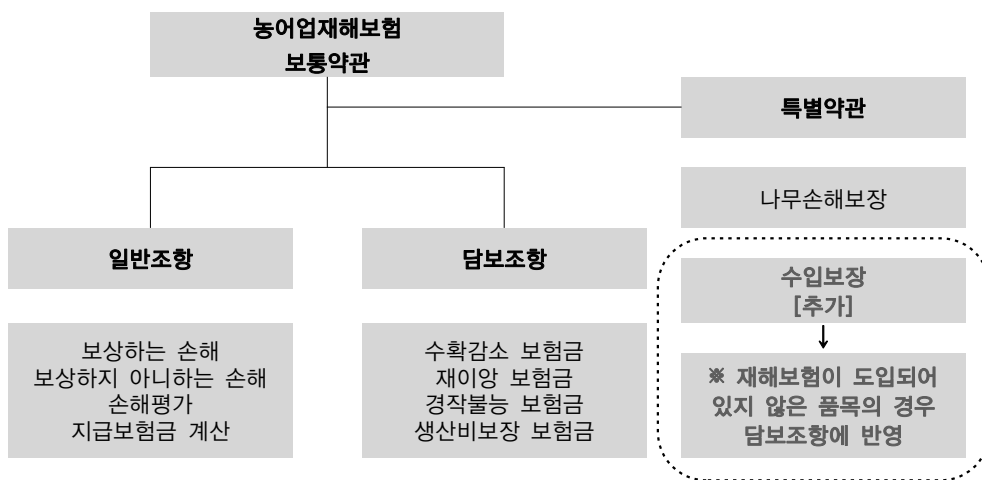 농어업재해보험
보통약관
특별약관
나무손해보장
일반조항
담보조항
수입보장
[추가]
보상하는 손해
보상하지 아니하는 손해
손해평가
지급보험금 계산
수확감소 보험금
재이앙 보험금
경작불능 보험금
생산비보장 보험금
※ 재해보험이 도입되어
있지 않은 품목의 경우
담보조항에 반영